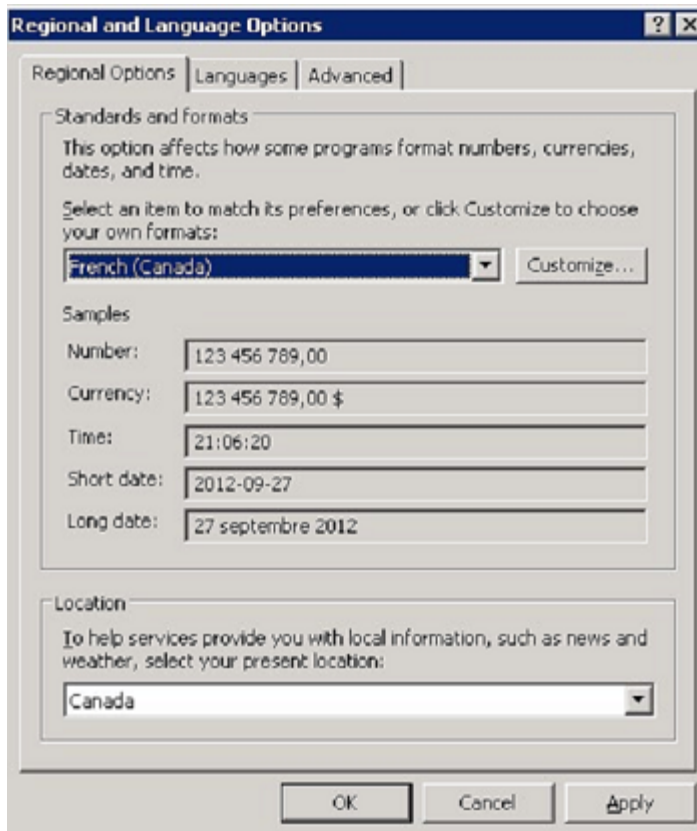 Regional and Language Options
Regional Options Languages Advanced
Standards and formats
This option affects how some programs format numbers, currencies,
dates, and time.
Select an item to match its preferences, or click Customize to choose
your own formats:
French (Canada) Customize...
Samples
Number: 123 456 789,00
Currency: 123 456 789,00 $
Time: 21:06:20
Short date: 2012-09-27
Long date: 27 septembre 2012
Location
To help services provide you with local information, such as news and
weather, select your present location:
Canada
OK Cancel Apply